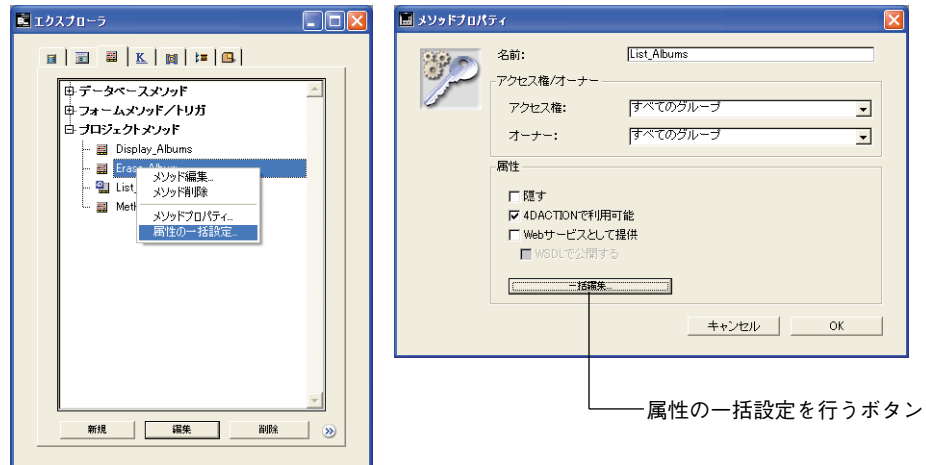 エクスプローラ
K
データベースメソッド
フォームメソッド/トリガ
プロジェクトメソッド
Display_Albums
Erase_Album
List_
Meth
メソッド編集...
メソッド削除
メソッドプロパティ...
属性の一括設定...
新規
編集
削除
メソッドプロパティ
名前:
List_Albums
アクセス権/オーナー
アクセス権:
すべてのグループ
オーナー:
すべてのグループ
属性
隠す
4DACTIONで利用可能
Webサービスとして提供
WSDLで公開する
一括編集...
キャンセル
OK
属性の一括設定を行うボタン